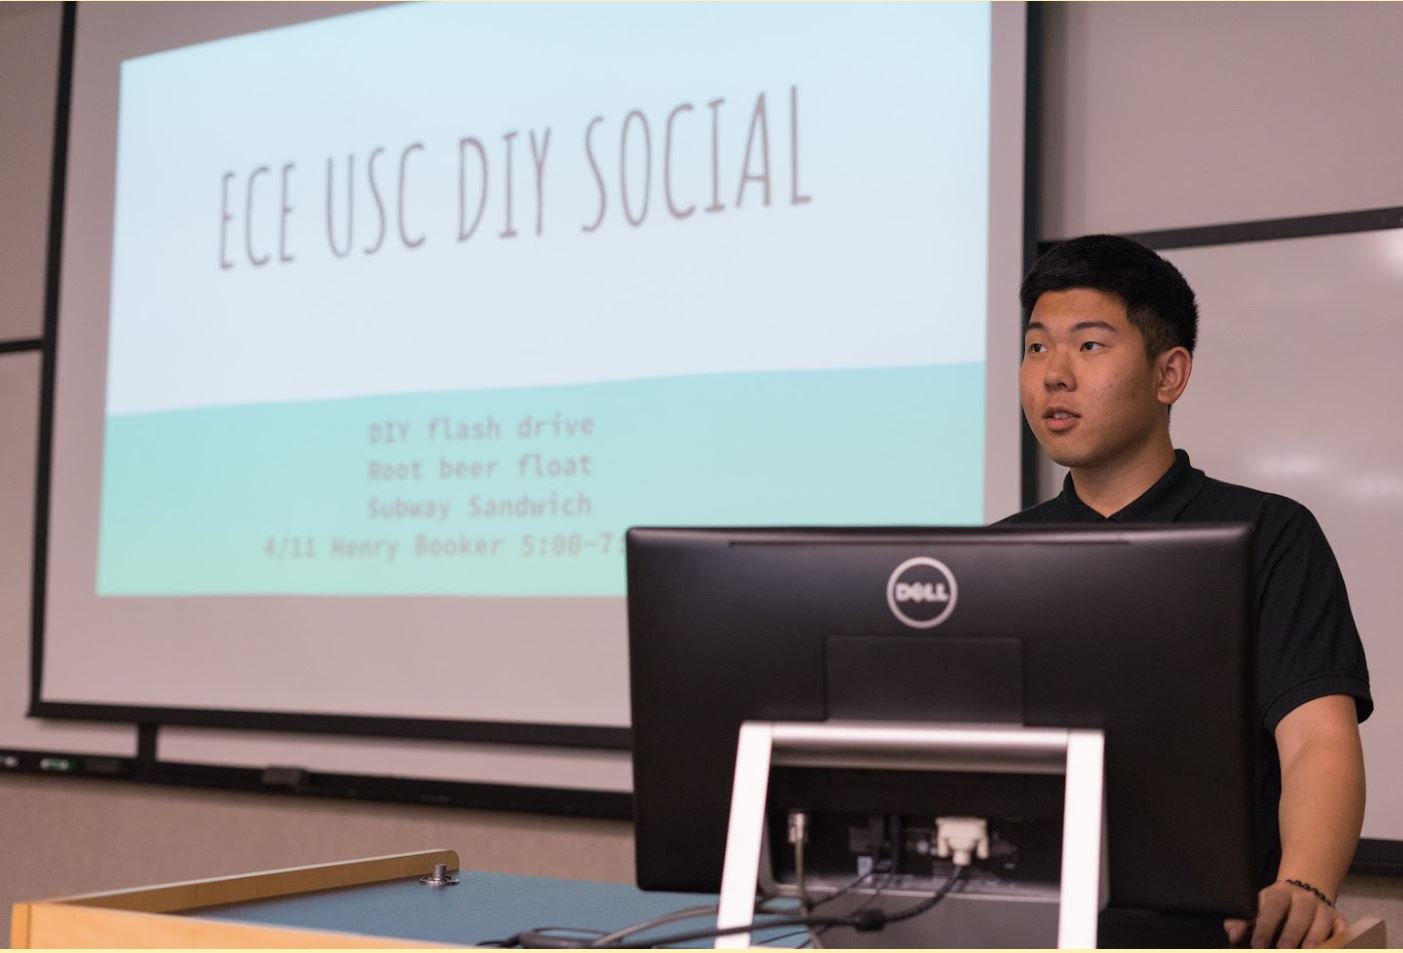 ECE USC DIY SOCIAL
DIY flash drive
Root beer float
Subway Sandwich
4/11 Henry Booker 5:00-7:
DELL